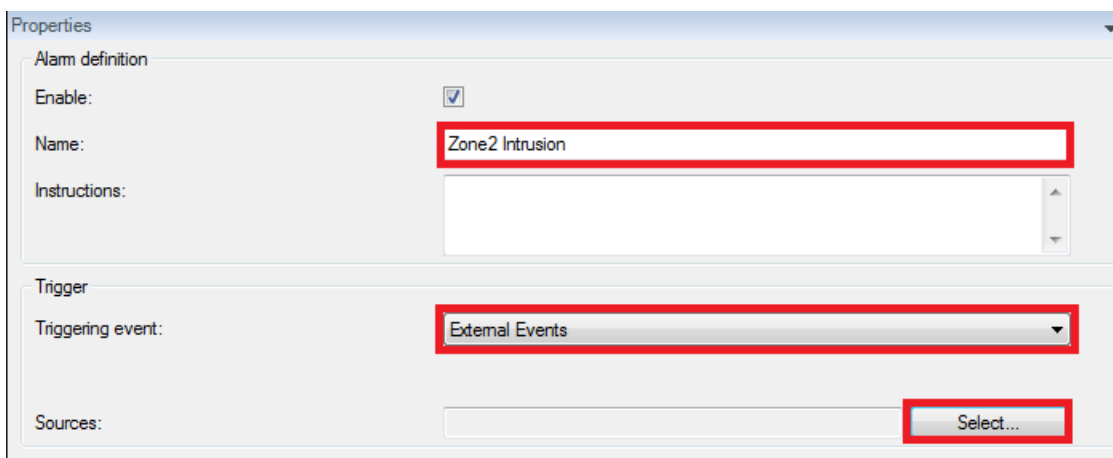 Properties
Alarm definition
Enable:
Name: Zone2 Intrusion
Instructions:
Trigger
Triggering event: External Events
Sources: Select...